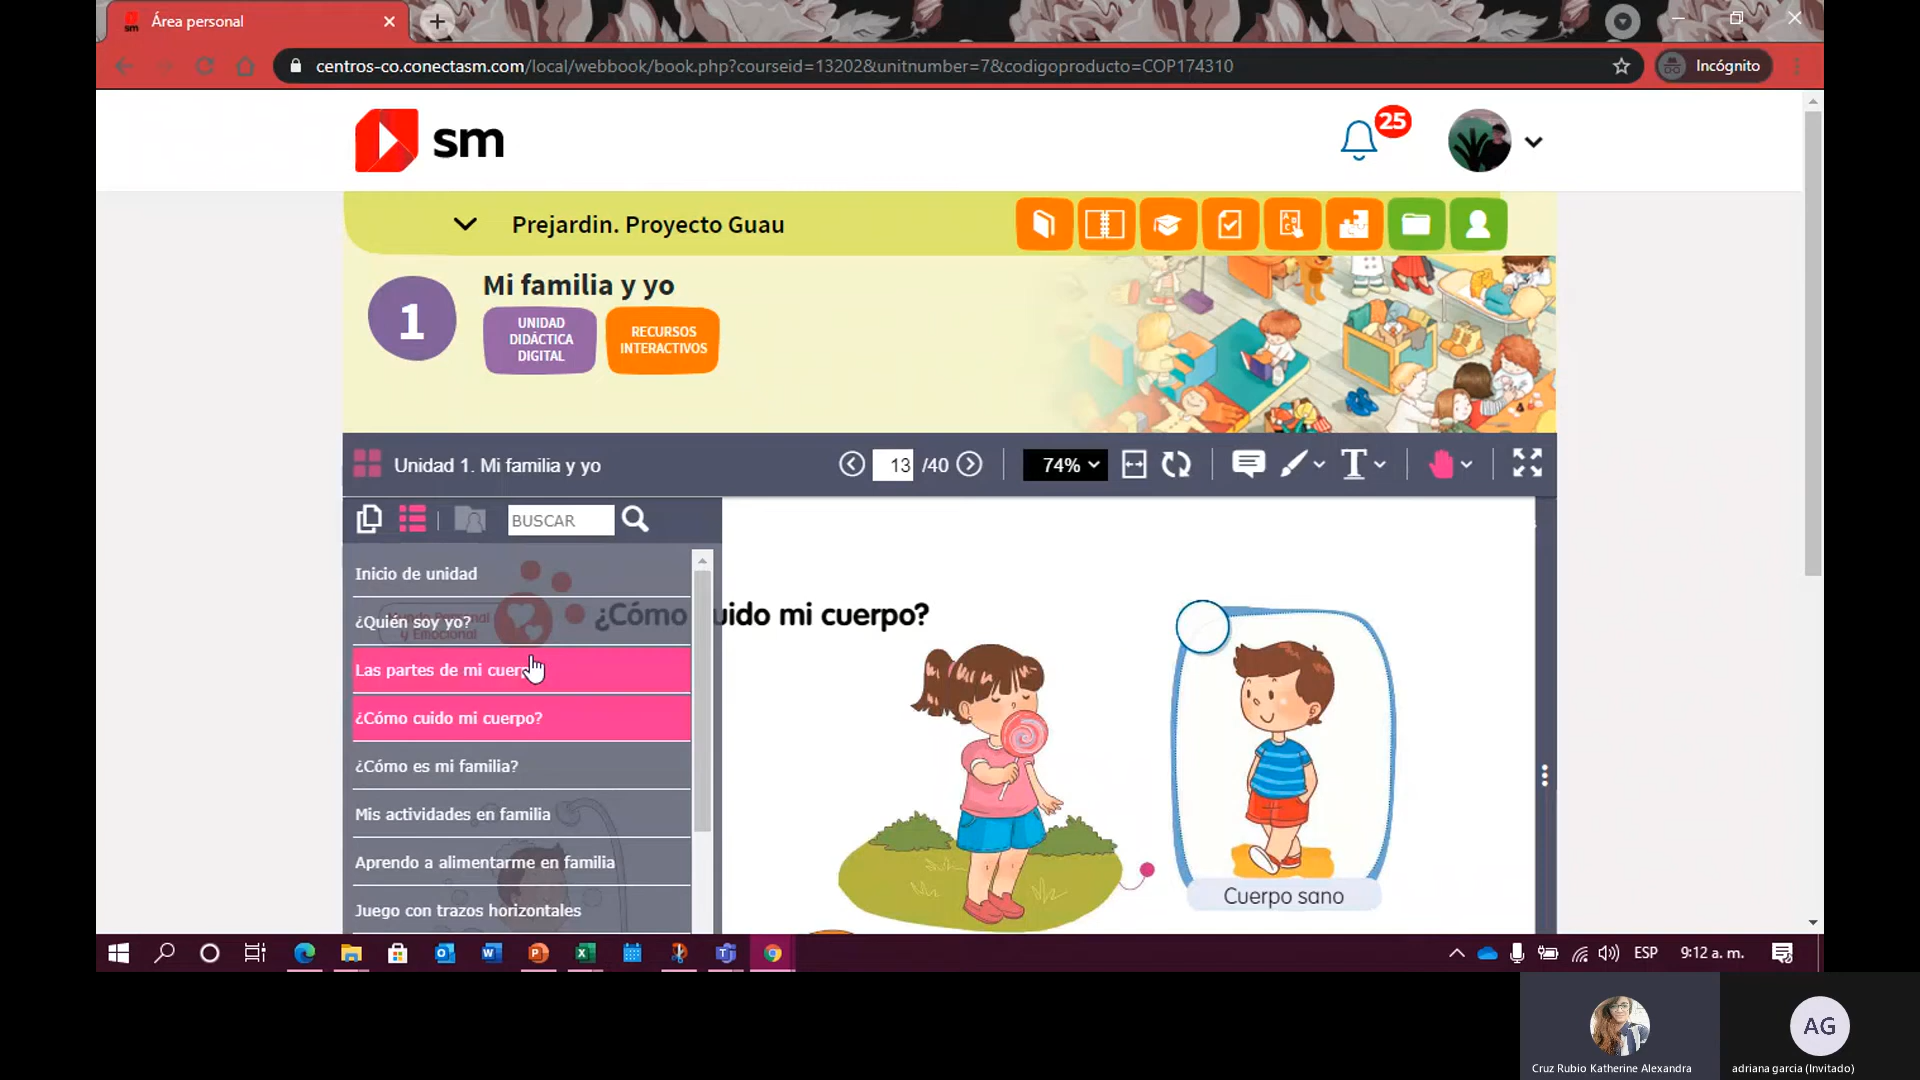 Área personal
centros-co.conectasm.com/local/webbook/book.php?courseid=13202&unitnumber=7&codigoproducto=COP174310
Incógnito
sm
25
Prejardin. Proyecto Guau
1
Mi familia y yo
UNIDAD
DIDÁCTICA
DIGITAL
RECURSOS
INTERACTIVOS
Unidad 1. Mi familia y yo
13 /40
74%
T
BUSCAR
Inicio de unidad
¿Quién soy yo?
Las partes de mi cuerpo
¿Cómo cuido mi cuerpo?
¿Cómo es mi familia?
Mis actividades en familia
Aprendo a alimentarme en familia
Juego con trazos horizontales
y Emocional
¿Cómo cuido mi cuerpo?
Cuerpo sano
ESP
9:12 a. m.
Cruz Rubio Katherine Alexandra
AG
adriana garcia (Invitado)